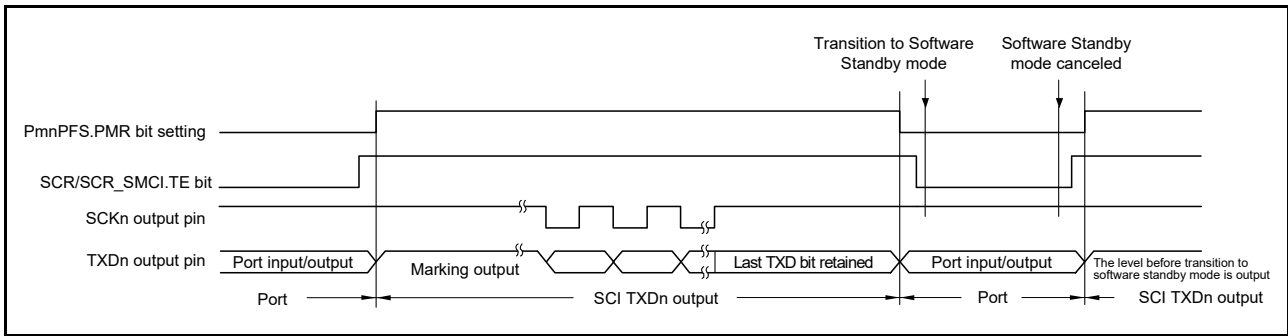 Transition to Software
Standby mode
Software Standby
mode canceled
PmnPFS.PMR bit setting
SCR/SCR_SMCI.TE bit
SCKn output pin
TXDn output pin
Port input/output
Marking output
Last TXD bit retained
Port input/output
The level before transition to
software standby mode is output
Port
SCI TXDn output
Port
SCI TXDn output